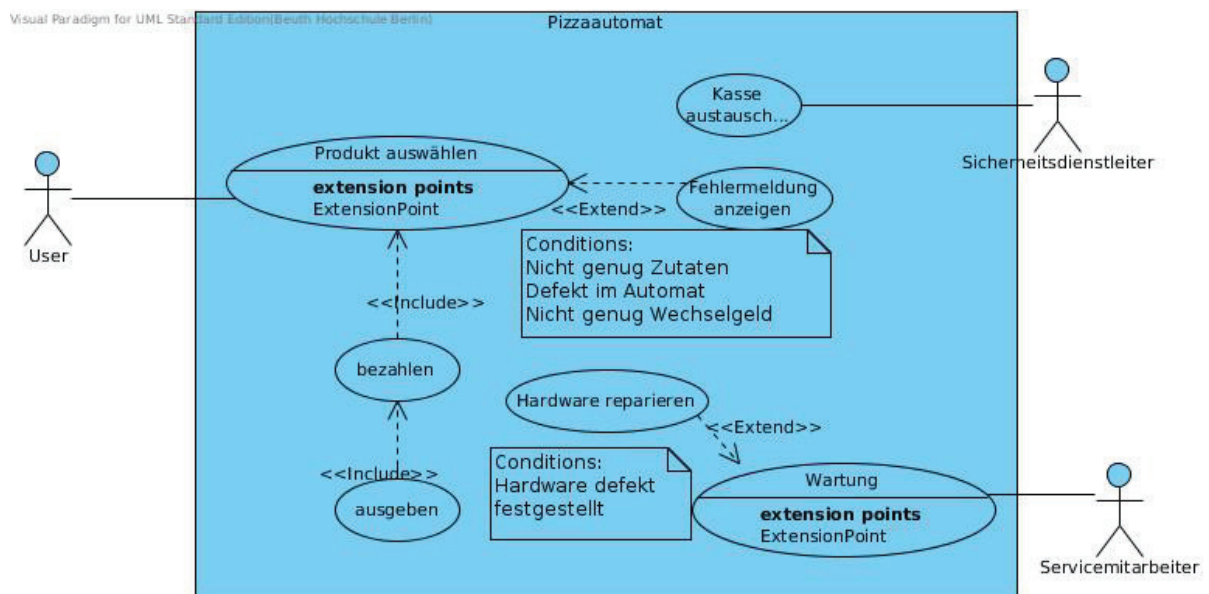 Visual Paradigm for UML Standard Edition(Beuth Hochschule Berlin)
Pizzaautomat
Kasse
austausch...
Sicherheitsdienstleiter
Produkt auswählen
extension points
ExtensionPoint
<<Extend>>
Fehlermeldung
anzeigen
User
Conditions:
Nicht genug Zutaten
Defekt im Automat
Nicht genug Wechselgeld
<<Include>>
bezahlen
Hardware reparieren
<<Extend>>
<<Include>>
ausgeben
Conditions:
Hardware defekt
festgestellt
Wartung
extension points
ExtensionPoint
Servicemitarbeiter